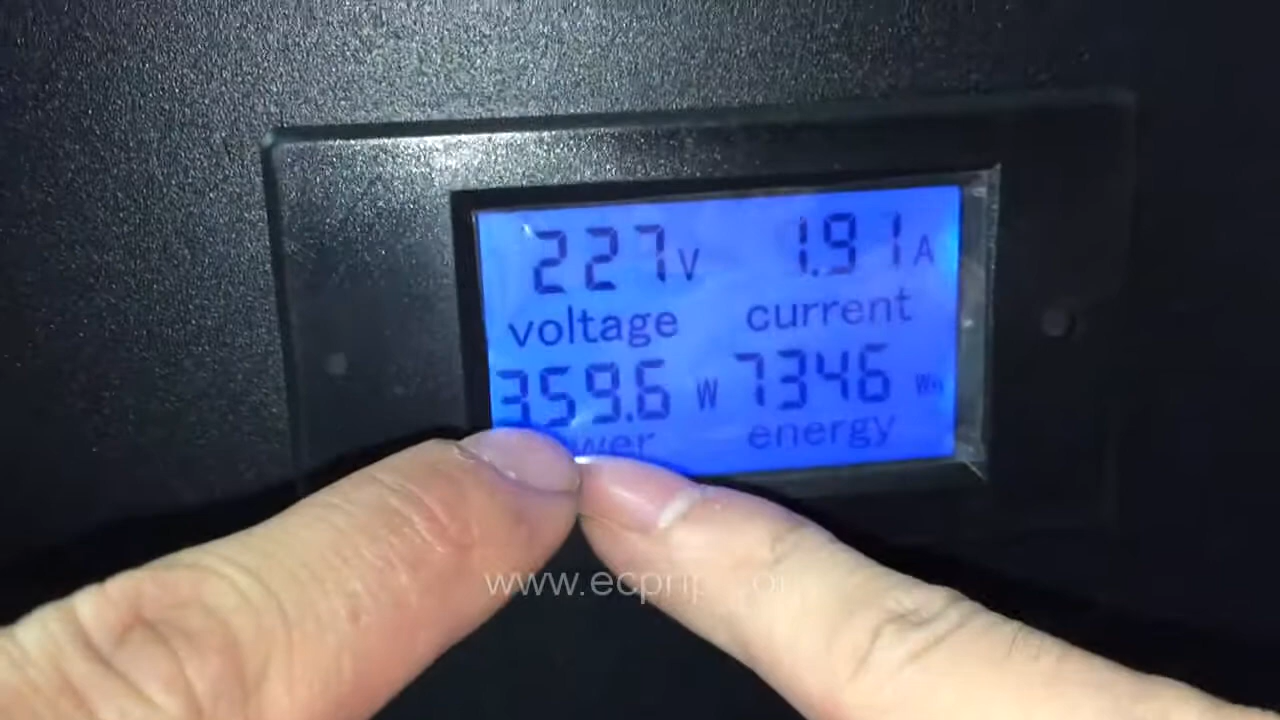 227V 1.91A
voltage current
359.6 W 7346 Wh
energy